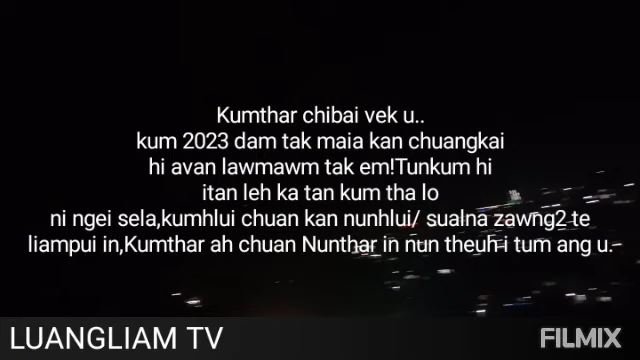 Kumthar chibai vek u..
kum 2023 dam tak maia kan chuangkai
hi avan lawmawm tak em!Tunkum hi
itan leh ka tan kum tha lo
ni ngei sela,kumhlui chuan kan nunhlui/ sualna zawng2 te
liampui in,Kumthar ah chuan Nunthar in nun theuh i tum ang u.
LUANGLIAM TV
FILMIX